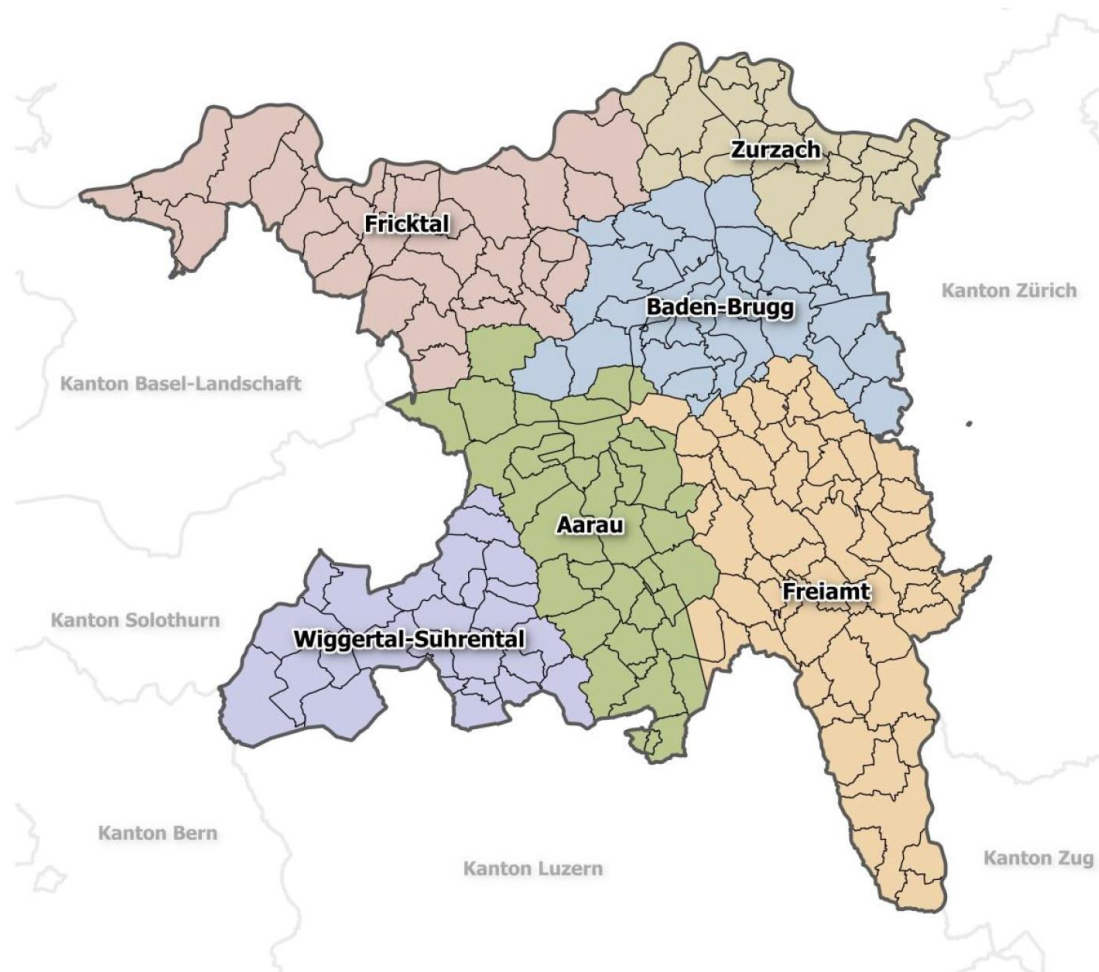 Zurzach
Fricktal
Kanton Zürich
Baden-Brugg
Kanton Basel-Landschaft
Aarau
Freiamt
Kanton Solothurn
Wiggertal-Suhrental
Kanton Bern
Kanton Luzern
Kanton Zug